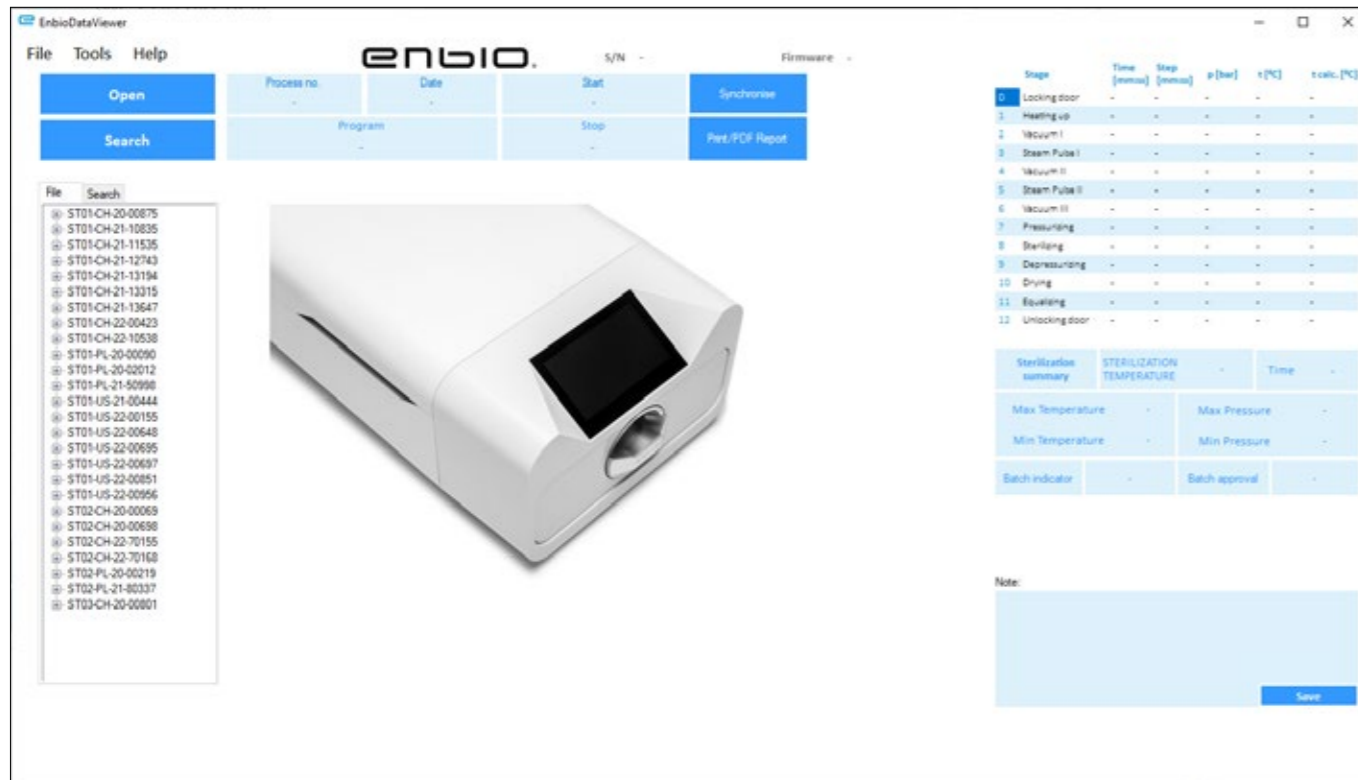 EnbioDataViewer
File Tools Help
enbio.
S/N -
Firmware -
Open
Process no.
-
Date
-
Start
-
Synchronise
Search
Program
-
Stop
-
Print/PDF Report
File Search
ST01-CH-20-00875
ST01-CH-21-10835
ST01-CH-21-11535
ST01-CH-21-12743
ST01-CH-21-13194
ST01-CH-21-13315
ST01-CH-21-13647
ST01-CH-22-00423
ST01-CH-22-10538
ST01-PL-20-00090
ST01-PL-20-02012
ST01-PL-21-50998
ST01-US-21-00444
ST01-US-22-00155
ST01-US-22-00648
ST01-US-22-00695
ST01-US-22-00697
ST01-US-22-00851
ST01-US-22-00956
ST02-CH-20-00069
ST02-CH-20-00698
ST02-CH-22-70155
ST02-CH-22-70168
ST02-PL-20-00219
ST02-PL-21-80337
ST03-CH-20-00801
Stage Time [mm:ss] Step [mm:ss] p [bar] t [ºC] t calc. [ºC]
0 Locking door - - - - -
1 Heating up - - - - -
2 Vacuum I - - - - -
3 Steam Pulse I - - - - -
4 Vacuum II - - - - -
5 Steam Pulse II - - - - -
6 Vacuum III - - - - -
7 Pressurizing - - - - -
8 Sterilizing - - - - -
9 Depressurizing - - - - -
10 Drying - - - - -
11 Equalizing - - - - -
12 Unlocking door - - - - -
Sterilization summary
STERILIZATION TEMPERATURE -
Time -
Max Temperature - Max Pressure -
Min Temperature - Min Pressure -
Batch indicator - Batch approval -
Note:
Save